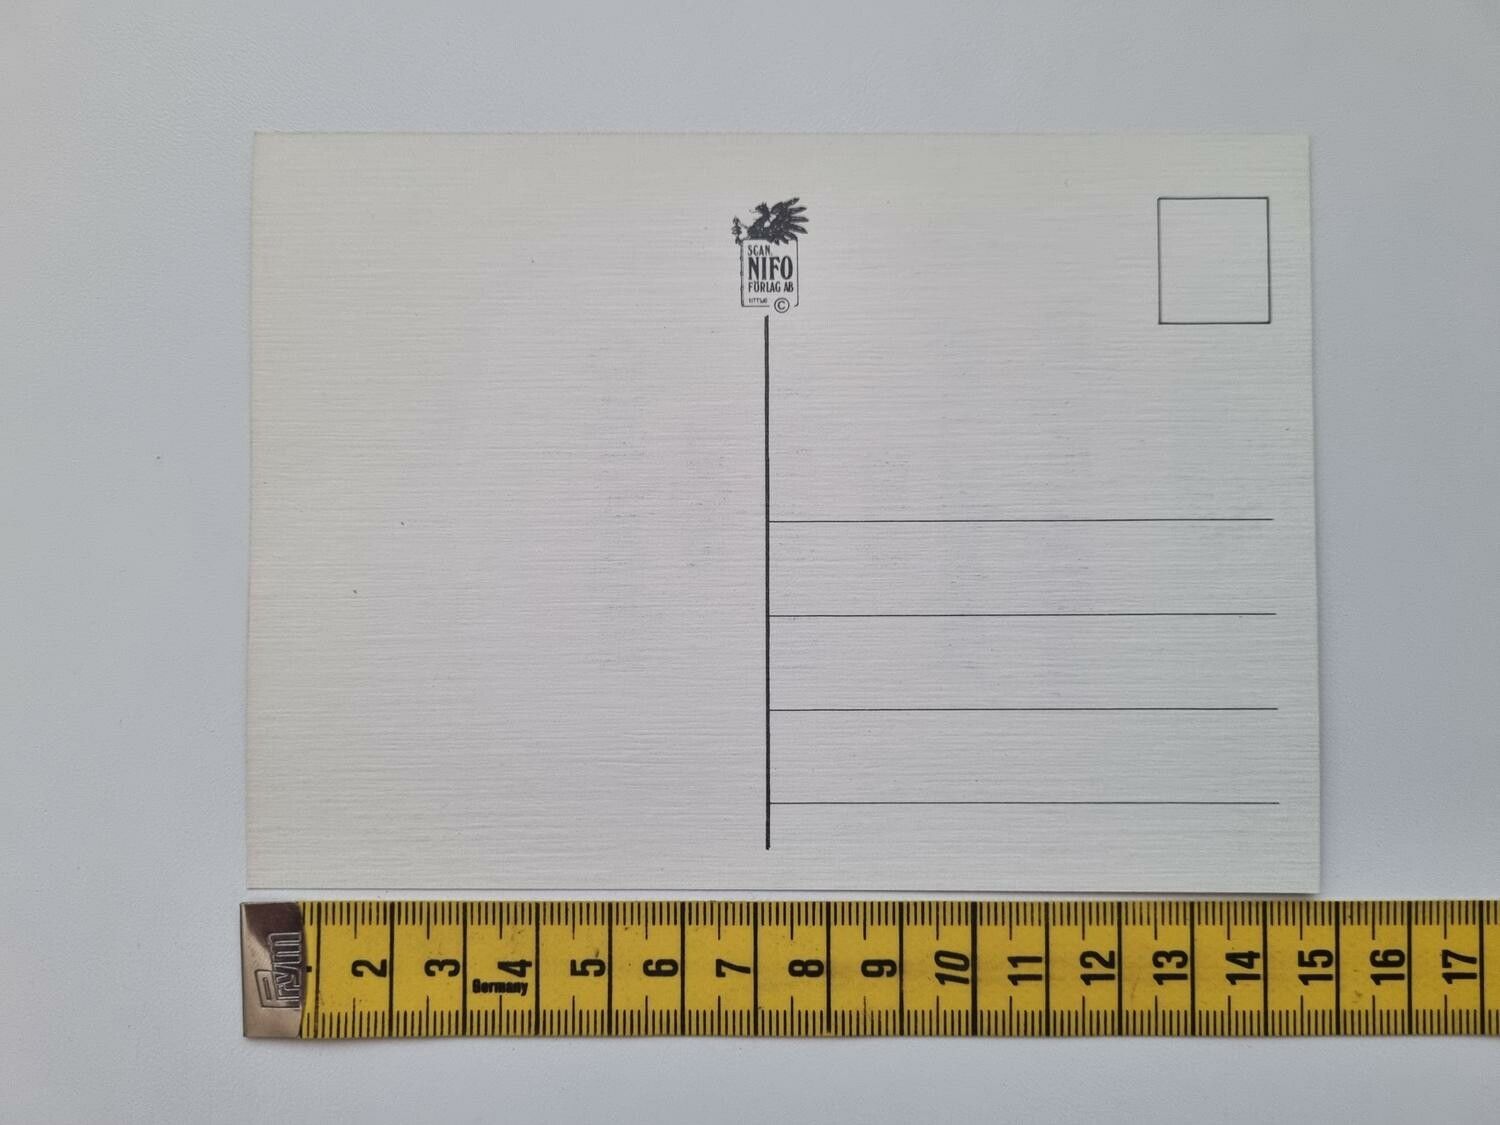 SCAN.
NIFO
FÖRLAG AB
©
Prym
2 3 4 5 6 7 8 9 10 11 12 13 14 15 16 17
Germany